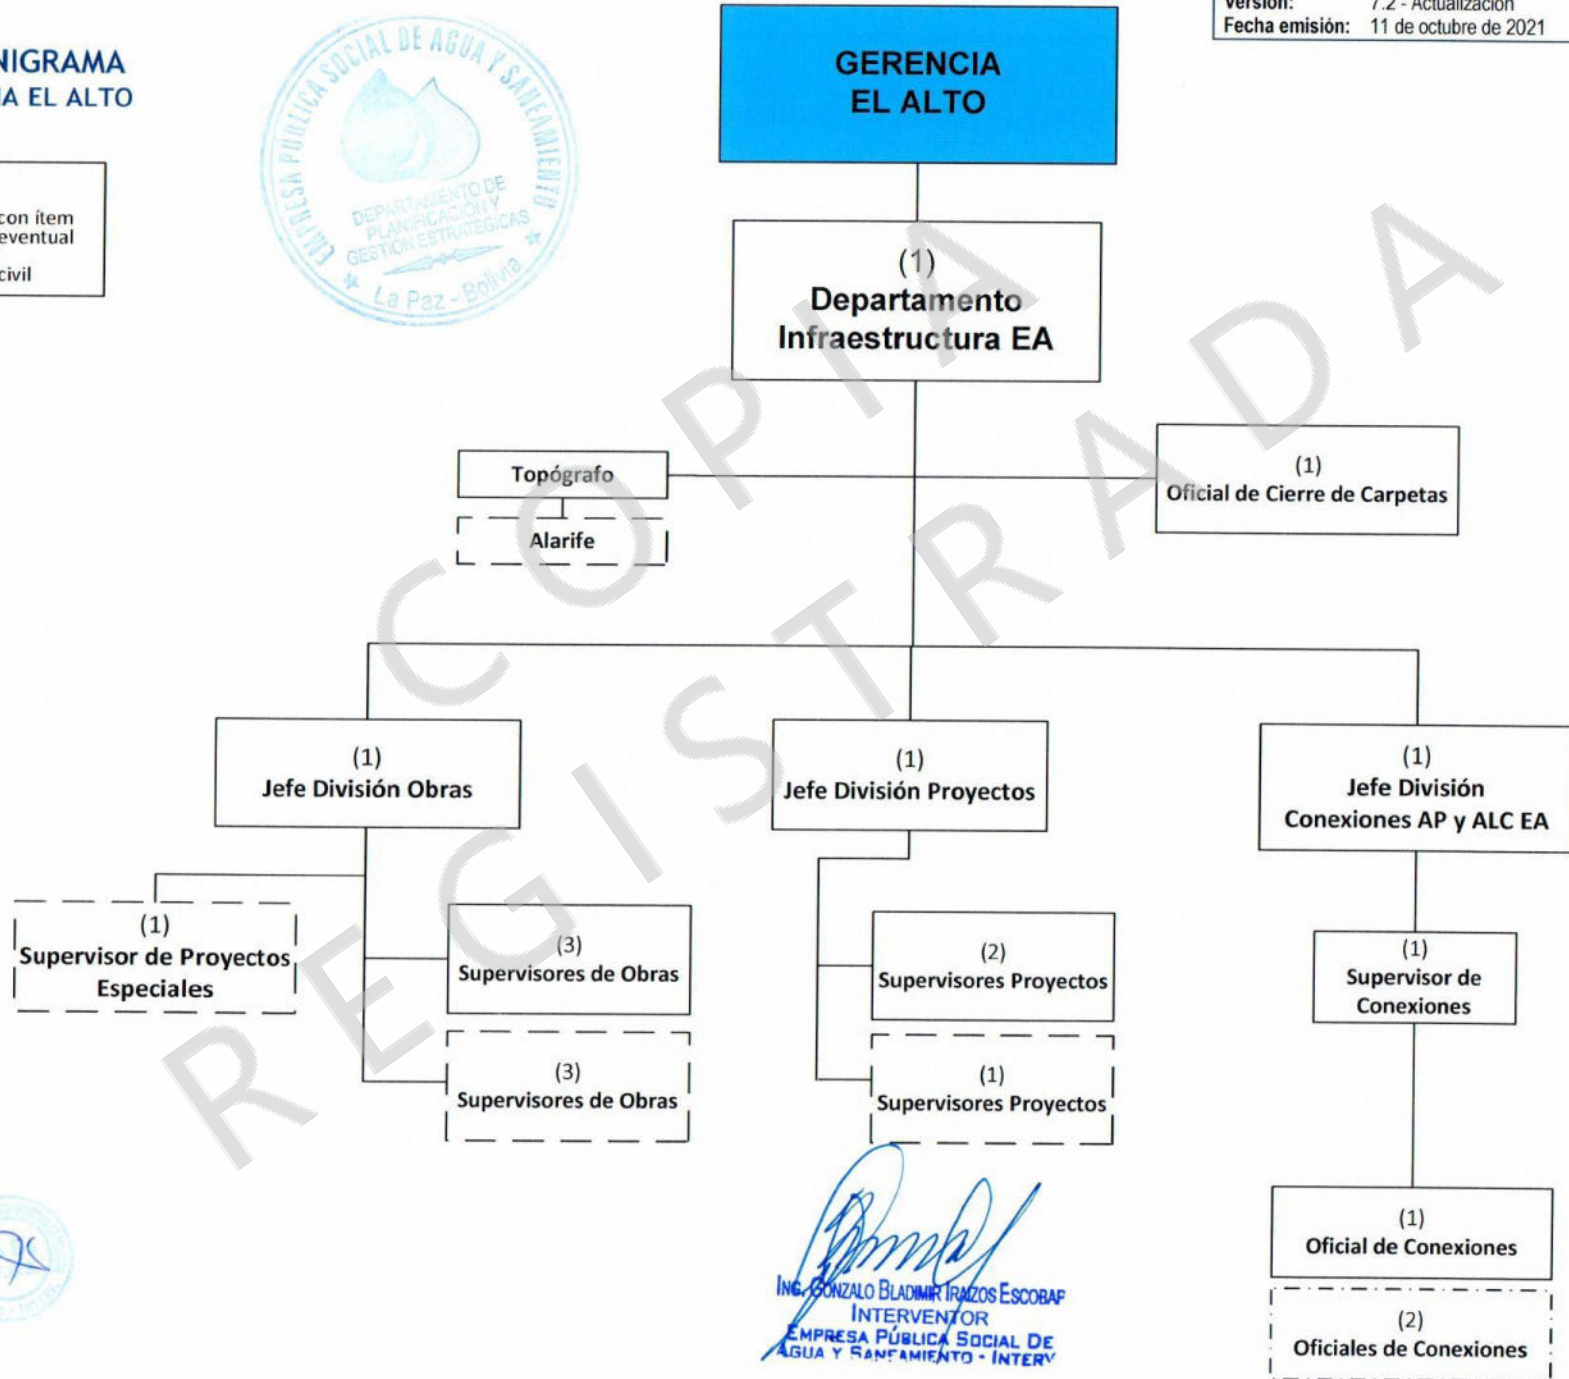 Versión: 7.2 - Actualización
Fecha emisión: 11 de octubre de 2021
NIGRAMA
IA EL ALTO
con ítem
eventual
civil
EMPRESA PÚBLICA SOCIAL DE AGUA Y SANEAMIENTO
DEPARTAMENTO DE
PLANIFICACIÓN Y
GESTION ESTRATEGICAS
La Paz - Bolivia
GERENCIA
EL ALTO
(1)
Departamento
Infraestructura EA
Topógrafo
Alarife
(1)
Oficial de Cierre de Carpetas
(1)
Jefe División Obras
(1)
Jefe División Proyectos
(1)
Jefe División
Conexiones AP y ALC EA
(1)
Supervisor de Proyectos
Especiales
(3)
Supervisores de Obras
(3)
Supervisores de Obras
(2)
Supervisores Proyectos
(1)
Supervisores Proyectos
(1)
Supervisor de
Conexiones
(1)
Oficial de Conexiones
(2)
Oficiales de Conexiones
COPIA
REGISTRADA
ING. GONZALO BLADIMIR IRAIZOS ESCOBAR
INTERVENTOR
EMPRESA PÚBLICA SOCIAL DE
AGUA Y SANEAMIENTO - INTERV